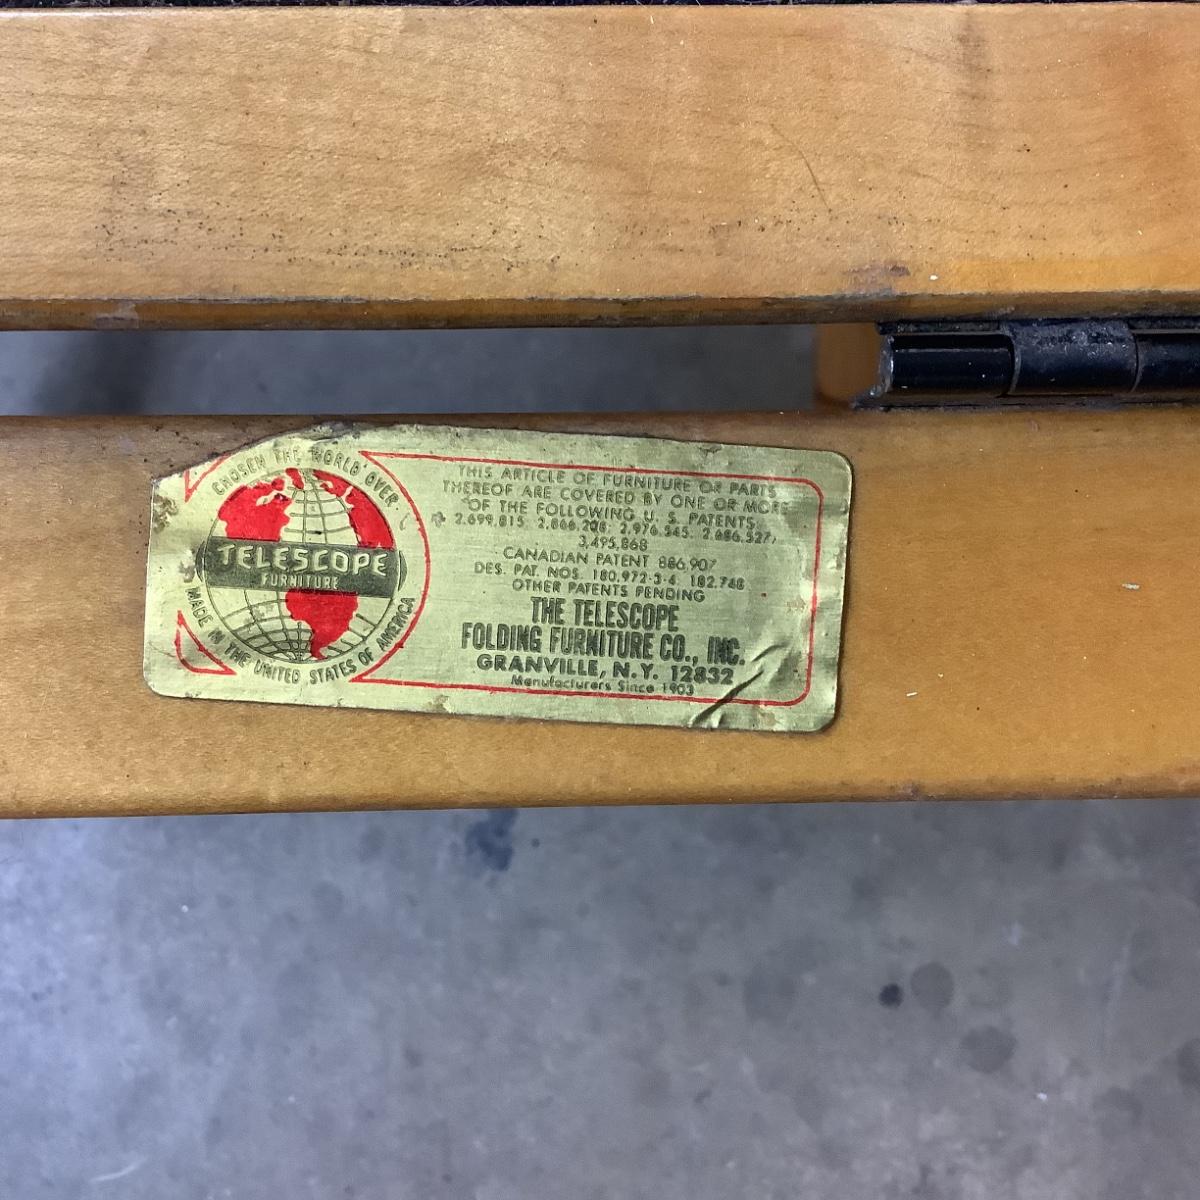 CHOSEN THE WORLD OVER
TELESCOPE
FURNITURE
MADE IN THE UNITED STATES OF AMERICA
THIS ARTICLE OF FURNITURE OR PARTS
THEREOF ARE COVERED BY ONE OR MORE
OF THE FOLLOWING U. S. PATENTS.
2,699,815; 2,866,208; 2,976,545; 2,686,527;
3,495,868
CANADIAN PATENT 886,907
DES. PAT. NOS. 180,972-3-4 182,748
OTHER PATENTS PENDING
THE TELESCOPE
FOLDING FURNITURE CO., INC.
GRANVILLE, N.Y. 12832
Manufacturers Since 1903